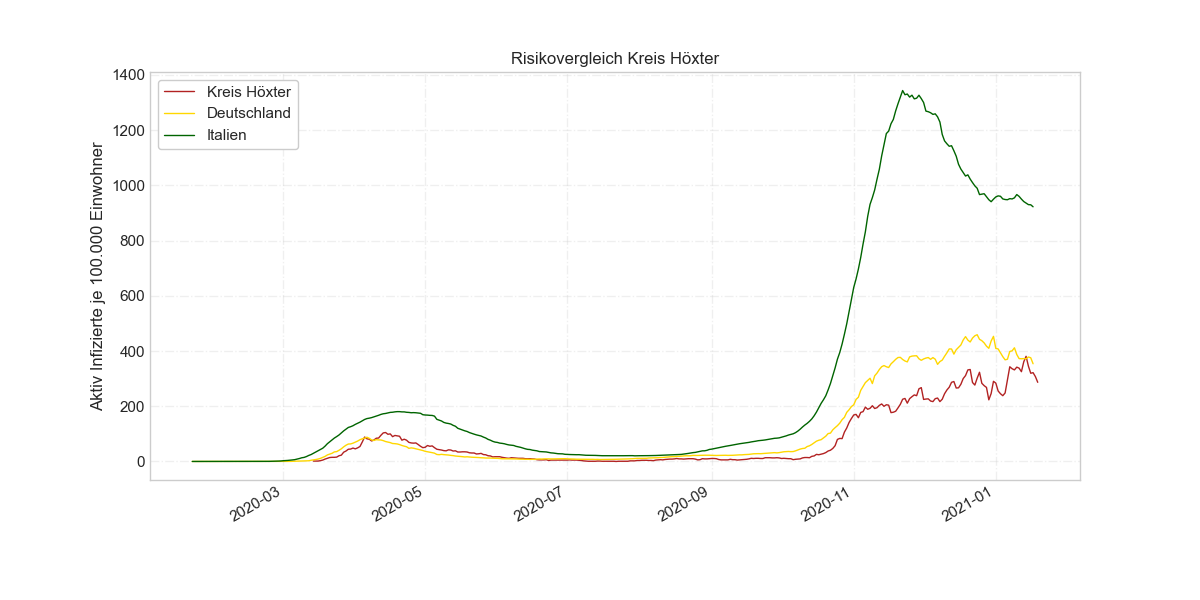 Risikovergleich Kreis Höxter
Aktiv Infizierte je 100.000 Einwohner
1400
1200
1000
800
600
400
200
0
Kreis Höxter
Deutschland
Italien
2020-03
2020-05
2020-07
2020-09
2020-11
2021-01